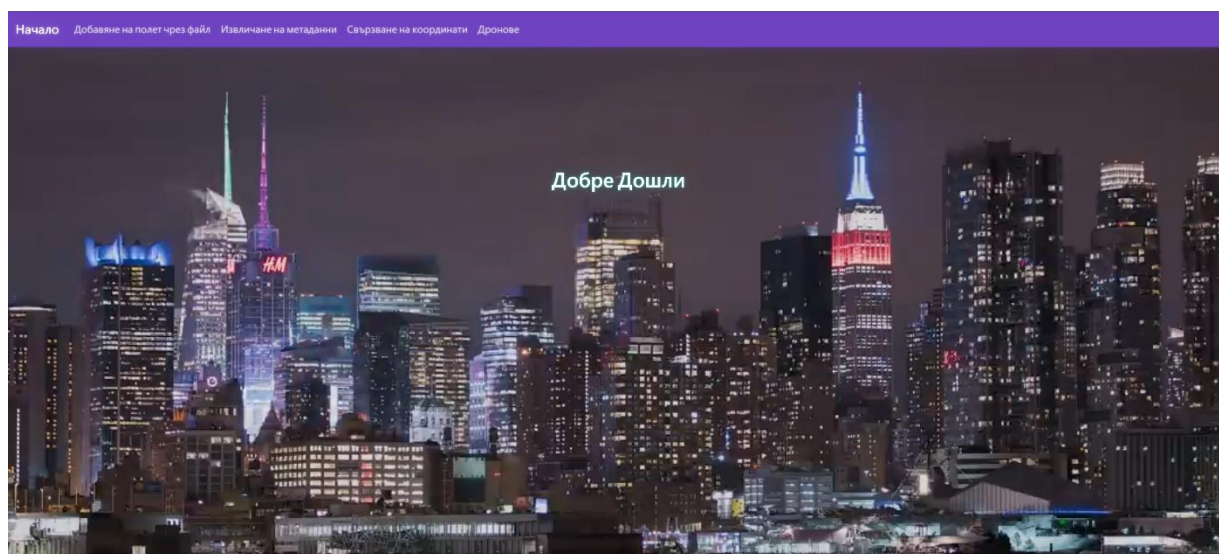 Начало Добавяне на полет чрез файл Извличане на метаданни Свързване на координати Дронове
Добре Дошли
H&M